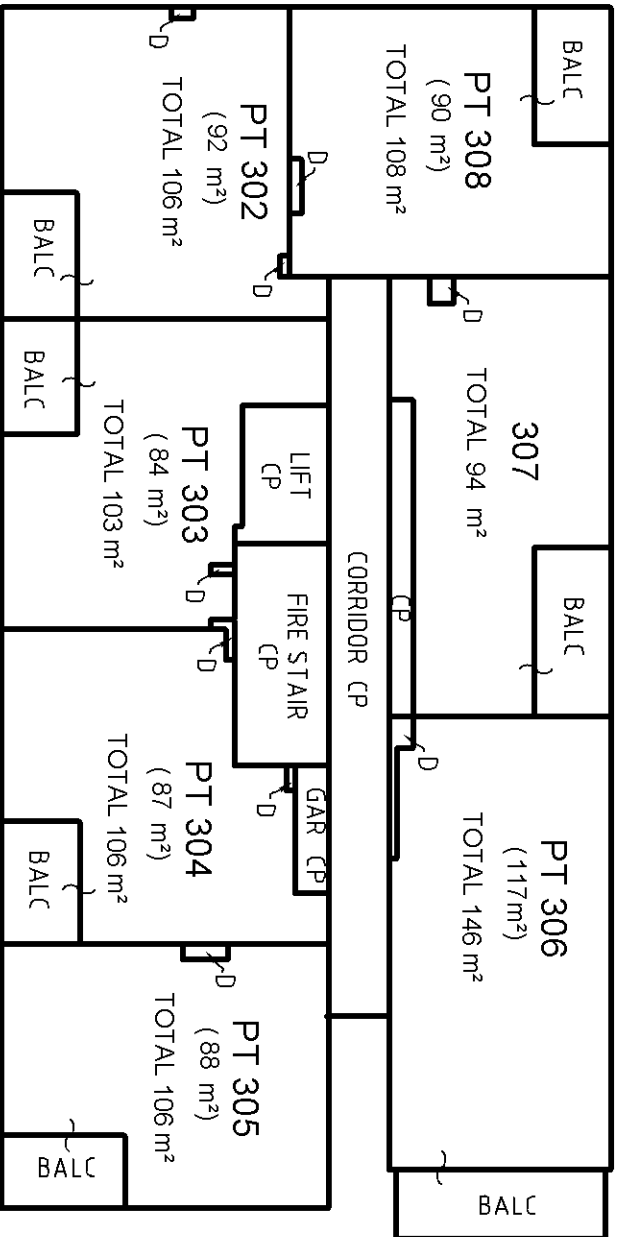 BALC
PT 308
(90 m²)
TOTAL 108 m²
D
D
PT 302
(92 m²)
TOTAL 106 m²
D
BALC
307
TOTAL 94 m²
D
BALC
CP
CORRIDOR CP
LIFT
CP
FIRE STAIR
CP
GAR CP
BALC
PT 303
(84 m²)
TOTAL 103 m²
D
D
PT 304
(87 m²)
TOTAL 106 m²
D
BALC
PT 306
(117m²)
TOTAL 146 m²
D
BALC
PT 305
(88 m²)
TOTAL 106 m²
D
BALC